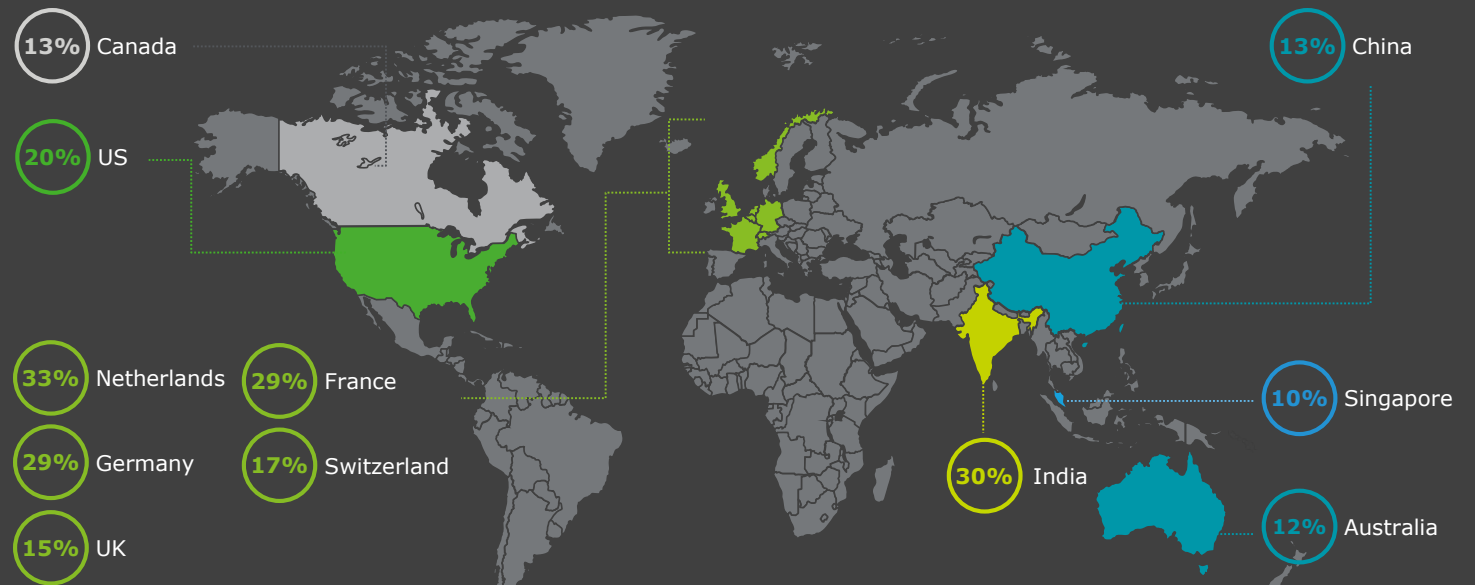 13% Canada
20% US
33% Netherlands
29% France
29% Germany
17% Switzerland
15% UK
13% China
10% Singapore
30% India
12% Australia